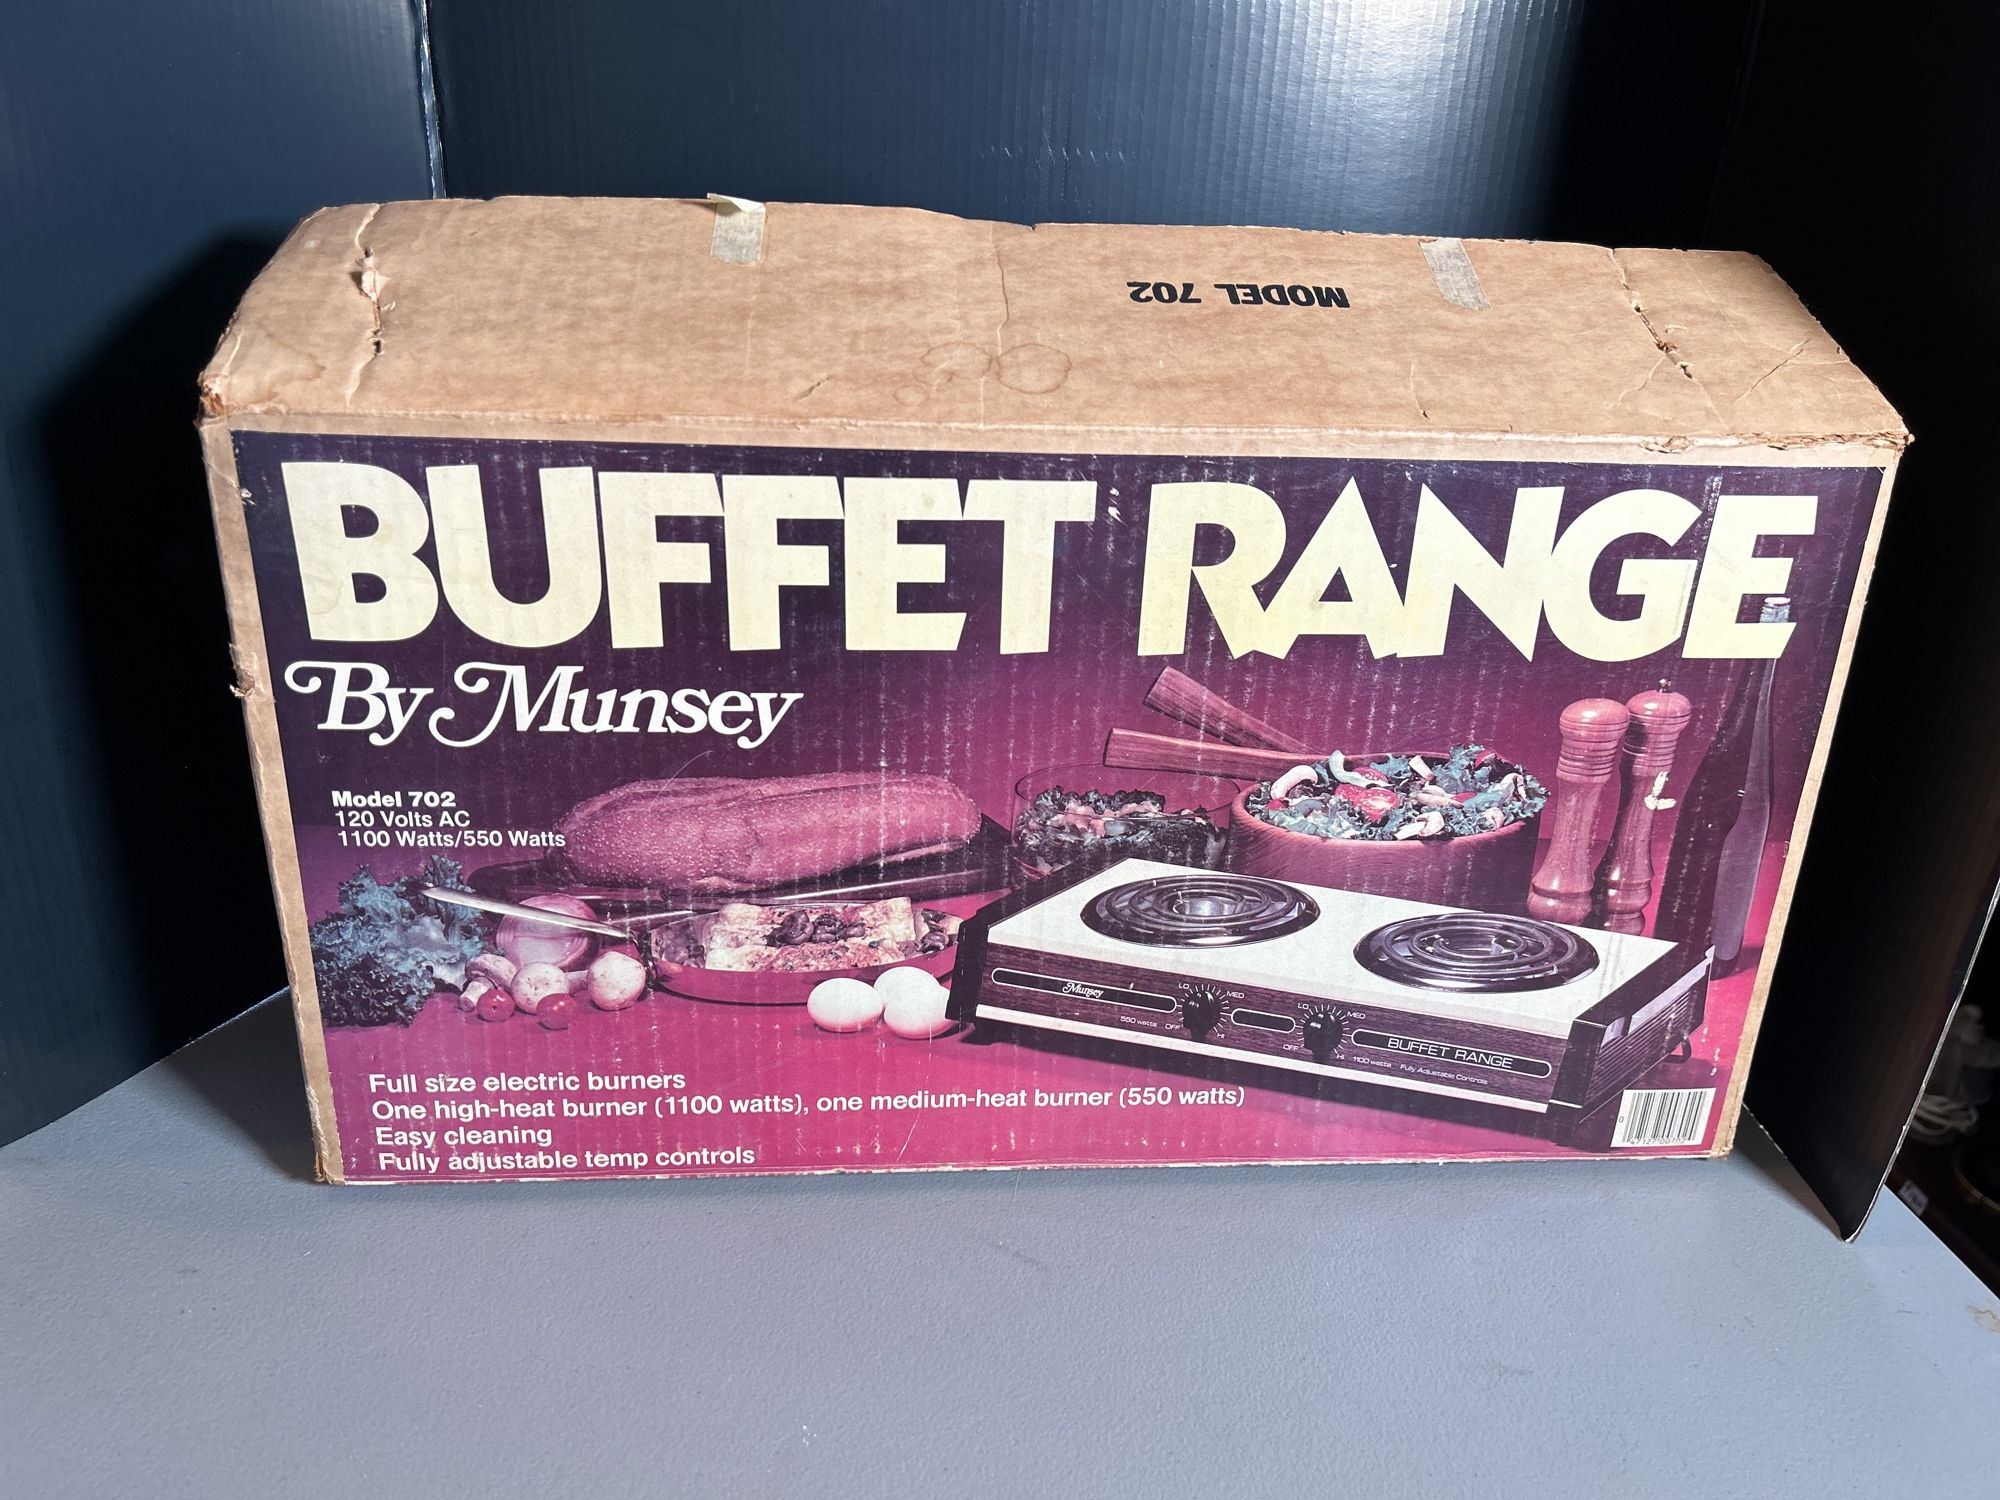 MODEL 702
BUFFET RANGE
By Munsey
Model 702
120 Volts AC
1100 Watts/550 Watts
Munsey
LO
MED
550 watts
OFF
HI
LO
MED
OFF
HI
1100 watts
BUFFET RANGE
Fully Adjustable Controls
Full size electric burners
One high-heat burner (1100 watts), one medium-heat burner (550 watts)
Easy cleaning
Fully adjustable temp controls
0